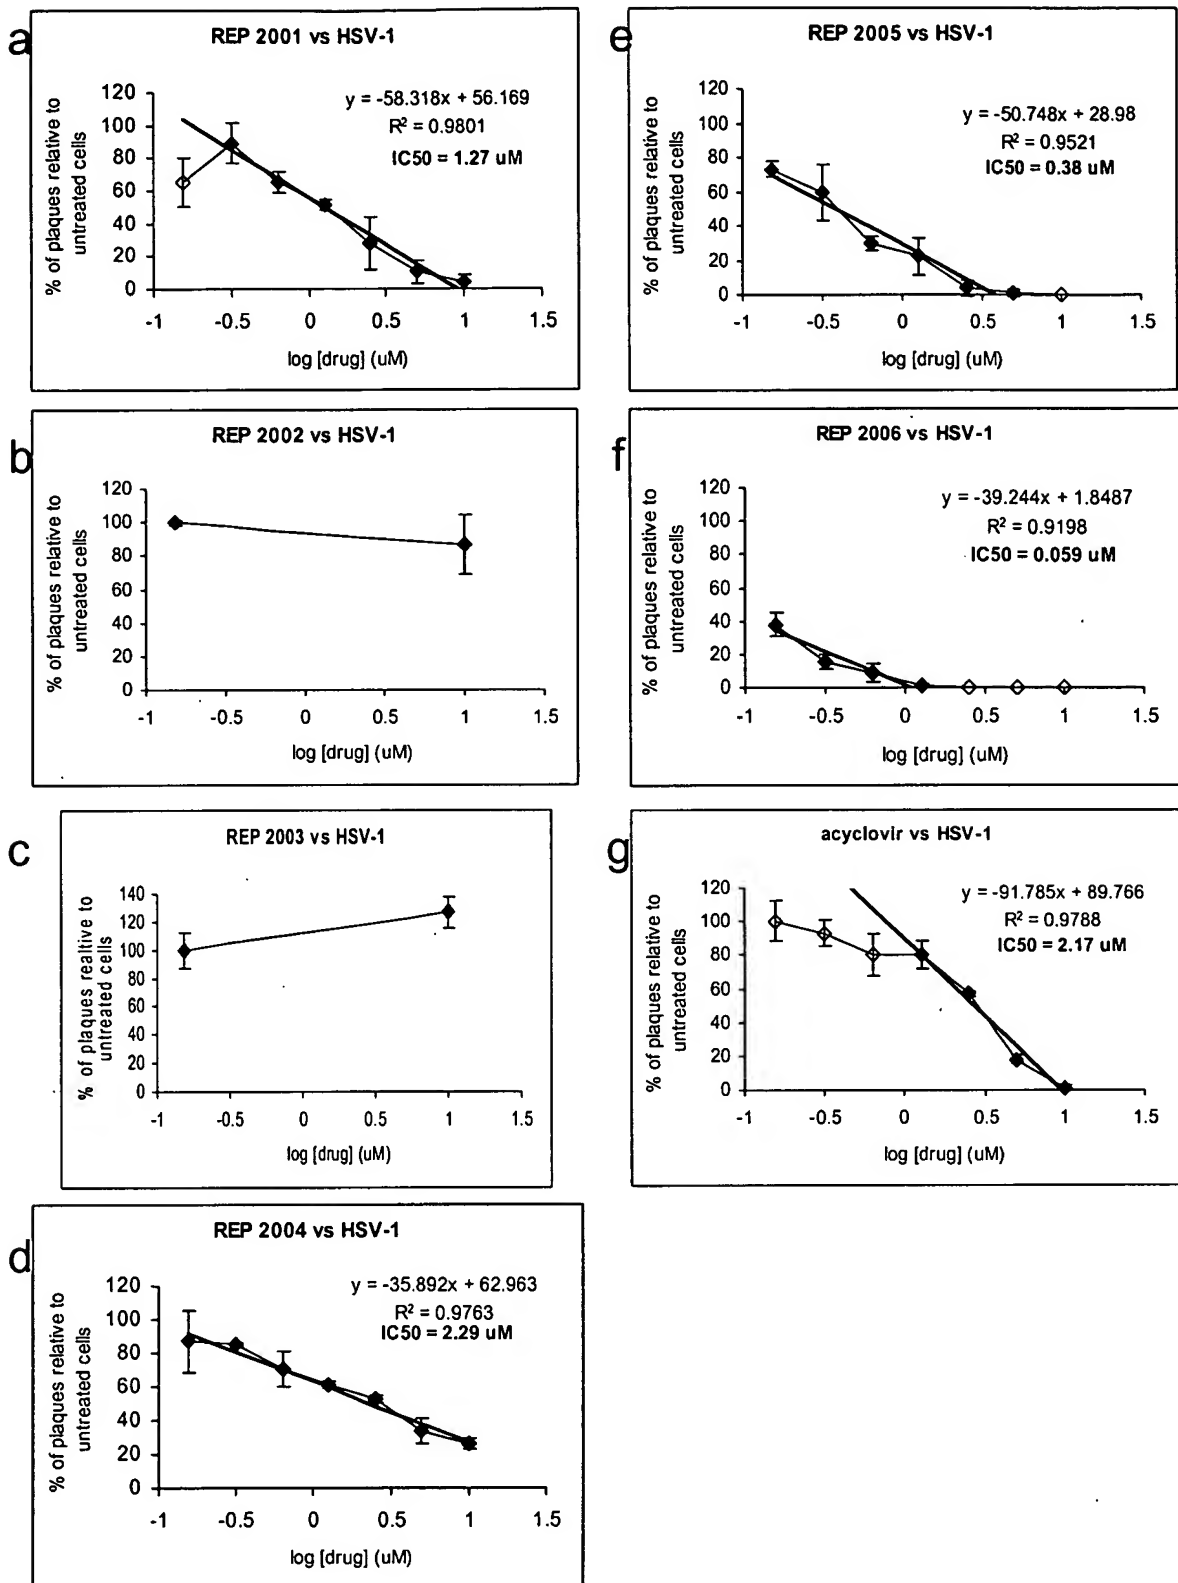 a
REP 2001 vs HSV-1
y = -58.318x + 56.169
R² = 0.9801
IC50 = 1.27 uM
% of plaques relative to
untreated cells
120
100
80
60
40
20
0
-1 -0.5 0 0.5 1 1.5
log [drug] (uM)
b
REP 2002 vs HSV-1
% of plaques relative to
untreated cells
120
100
80
60
40
20
0
-1 -0.5 0 0.5 1 1.5
log [drug] (uM)
c
REP 2003 vs HSV-1
% of plaques realtive to
untreated cells
140
120
100
80
60
40
20
0
-1 -0.5 0 0.5 1 1.5
log [drug] (uM)
d
REP 2004 vs HSV-1
y = -35.892x + 62.963
R² = 0.9763
IC50 = 2.29 uM
% of plaques relative to
untreated cells
120
100
80
60
40
20
0
-1 -0.5 0 0.5 1 1.5
log [drug] (uM)
e
REP 2005 vs HSV-1
y = -50.748x + 28.98
R² = 0.9521
IC50 = 0.38 uM
% of plaques relative to
untreated cells
120
100
80
60
40
20
0
-1 -0.5 0 0.5 1 1.5
log [drug] (uM)
f
REP 2006 vs HSV-1
y = -39.244x + 1.8487
R² = 0.9198
IC50 = 0.059 uM
% of plaques relative to
untreated cells
120
100
80
60
40
20
0
-1 -0.5 0 0.5 1 1.5
log [drug] (uM)
g
acyclovir vs HSV-1
y = -91.785x + 89.766
R² = 0.9788
IC50 = 2.17 uM
% of plaques relative to
untreated cells
120
100
80
60
40
20
0
-1 -0.5 0 0.5 1 1.5
log [drug] (uM)